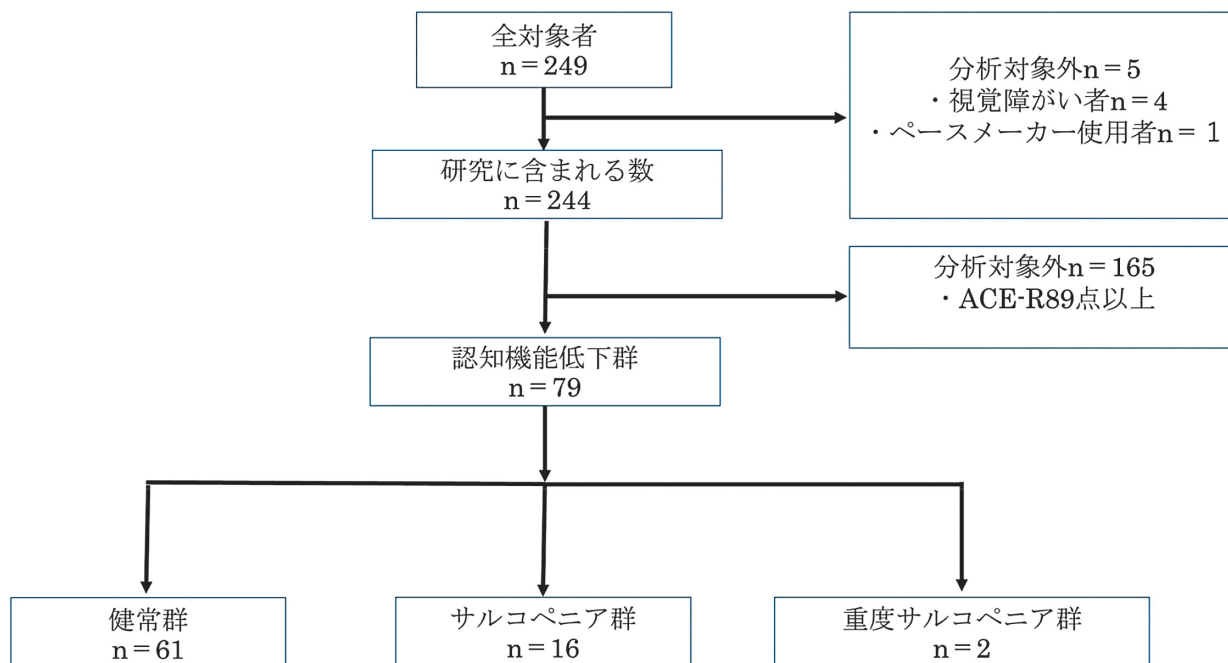 全対象者
n=249
分析対象外n=5
・視覚障がい者n=4
・ペースメーカー使用者n=1
研究に含まれる数
n=244
分析対象外n=165
・ACE-R89点以上
認知機能低下群
n=79
健常群
n=61
サルコペニア群
n=16
重度サルコペニア群
n=2